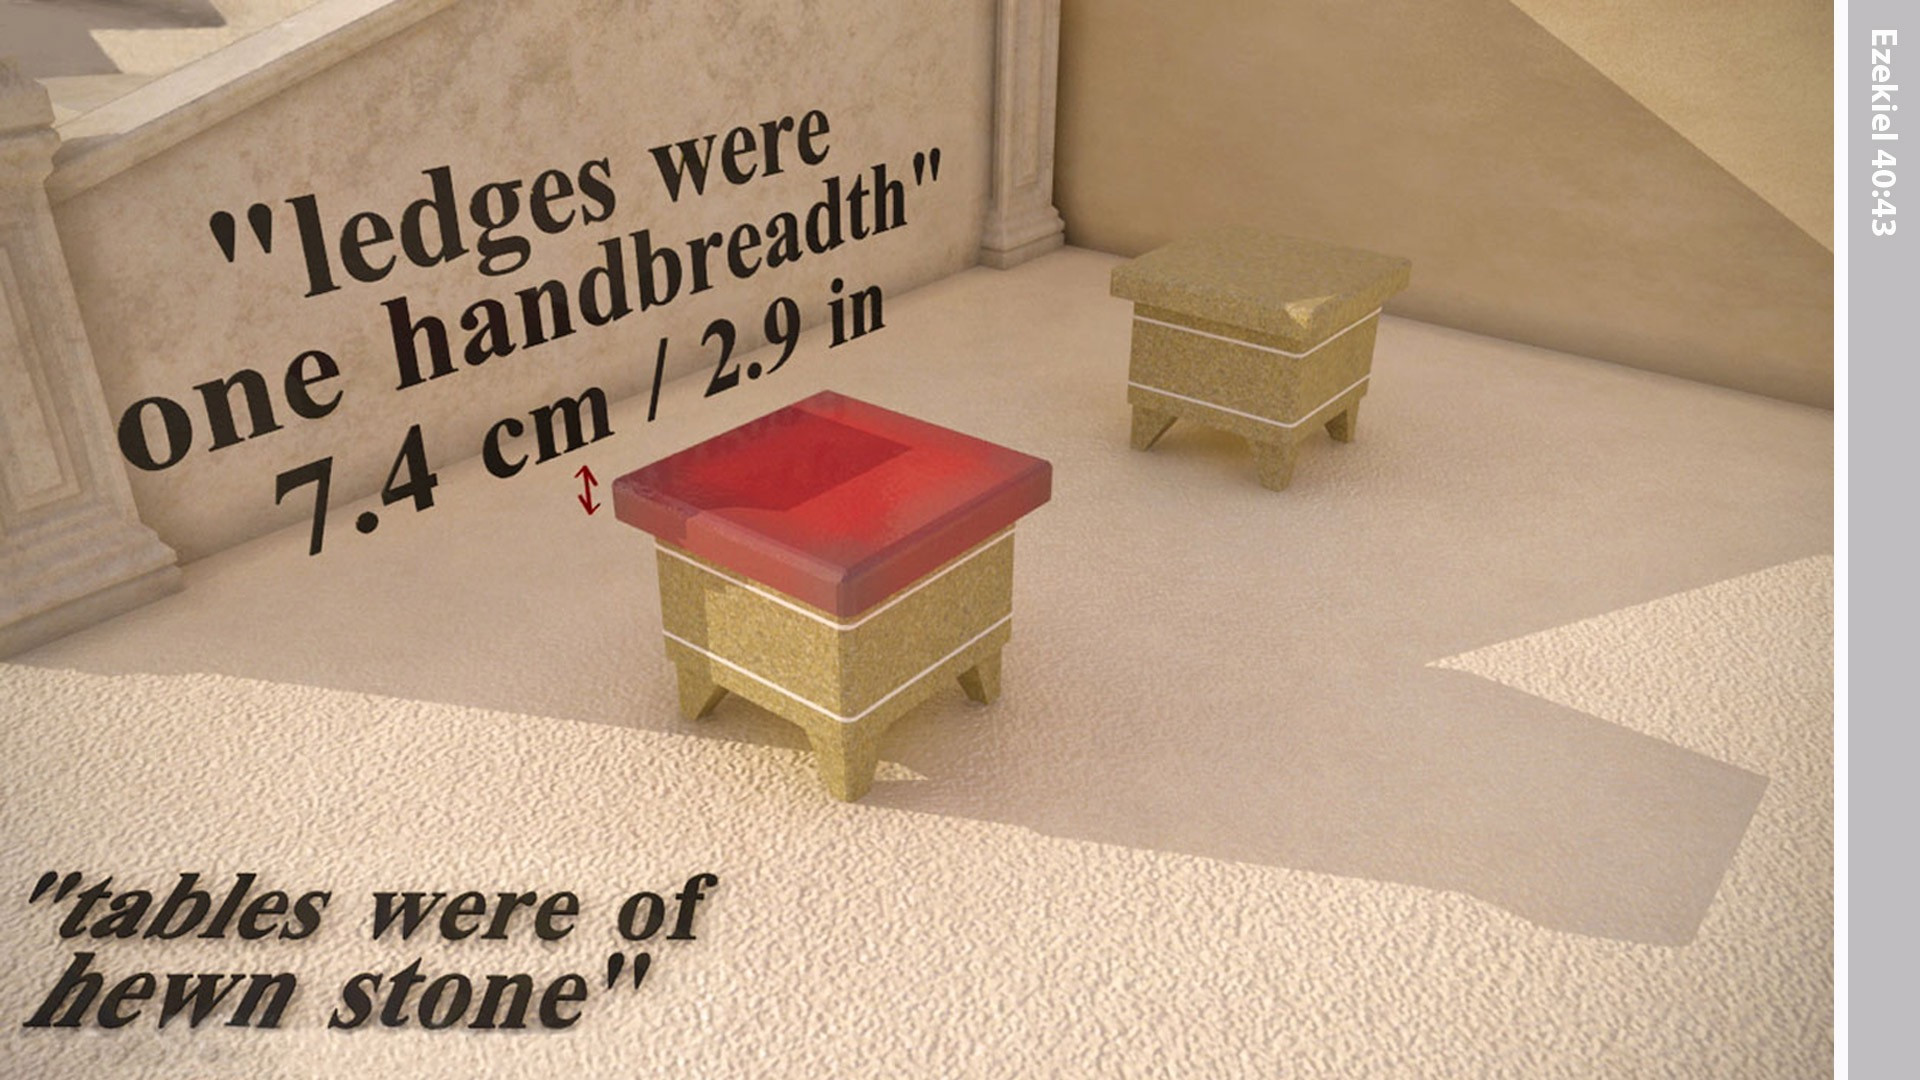 "ledges were
one handbreadth"
7.4 cm / 2.9 in
"tables were of
hewn stone"
Ezekiel 40:43